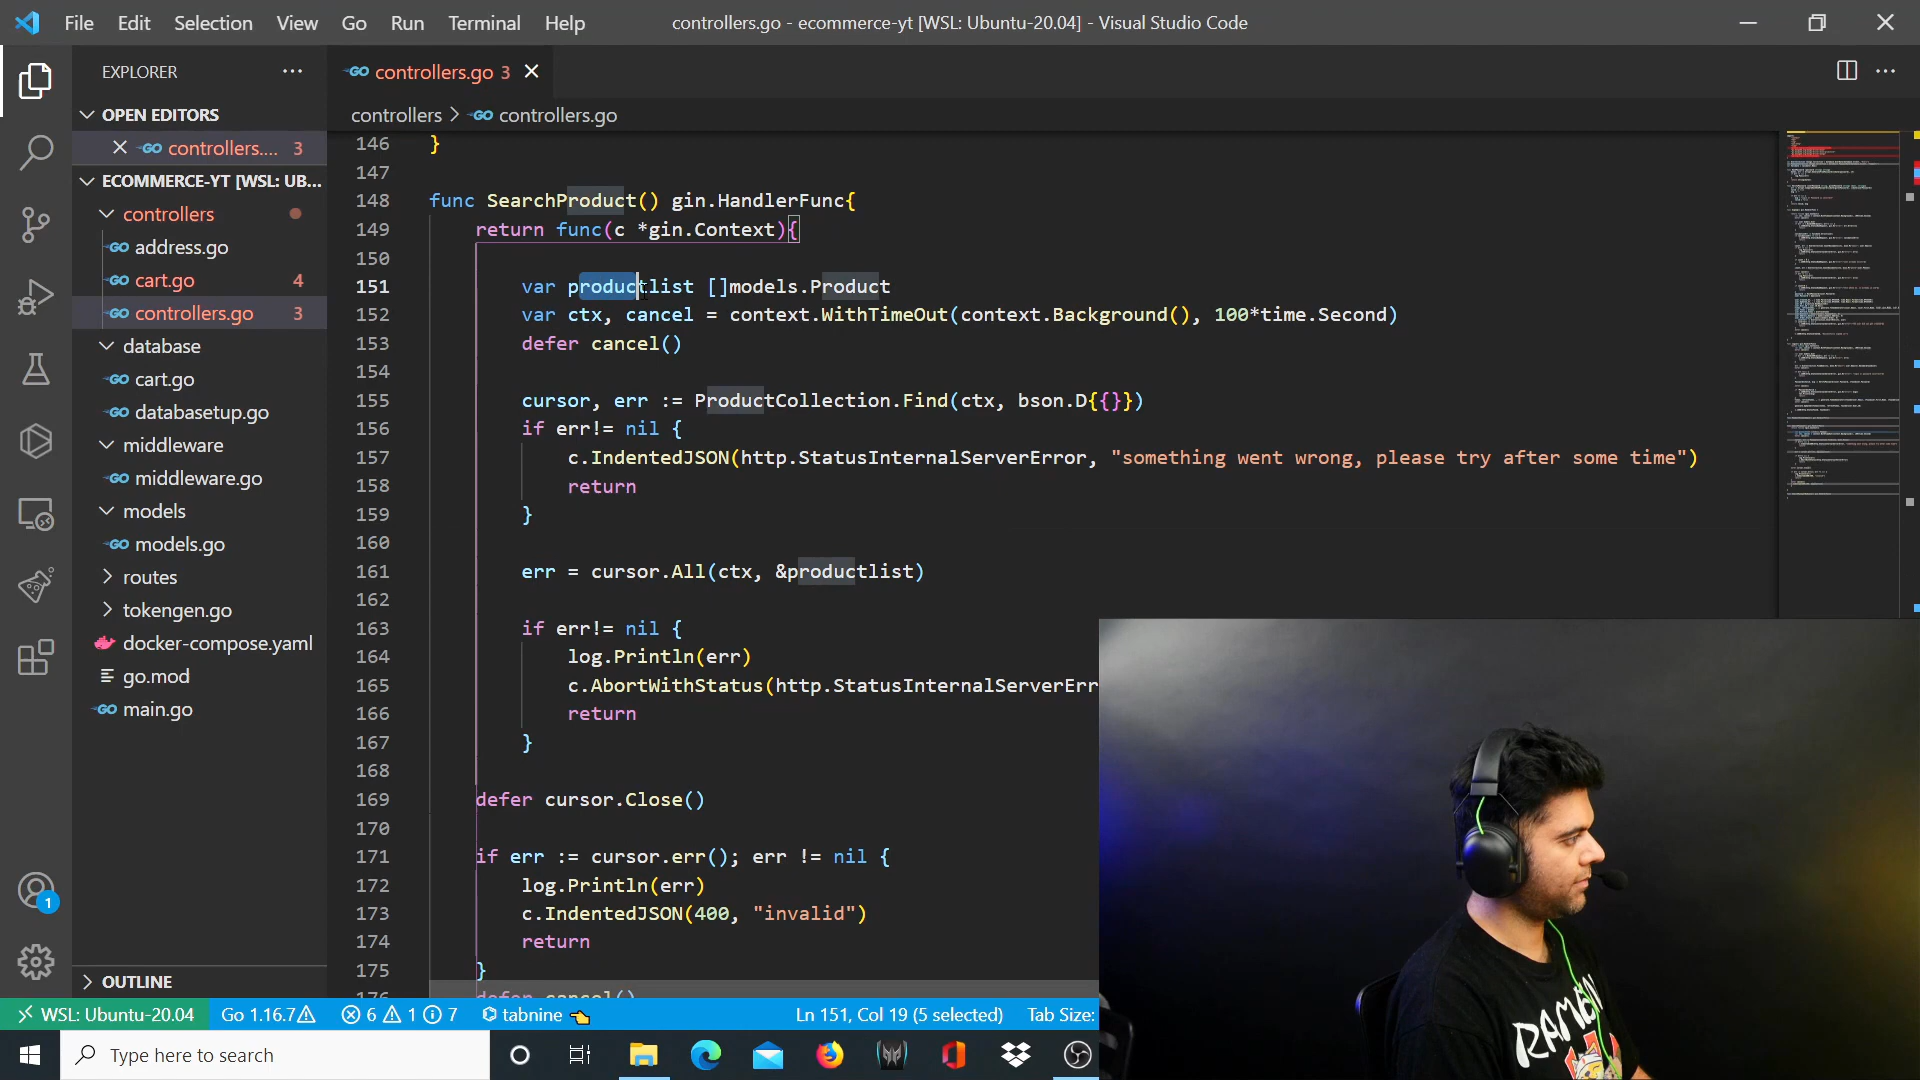 File Edit Selection View Go Run Terminal Help
controllers.go - ecommerce-yt [WSL: Ubuntu-20.04] - Visual Studio Code
EXPLORER
OPEN EDITORS
controllers.... 3
ECOMMERCE-YT [WSL: UB...
controllers
address.go
cart.go 4
controllers.go 3
database
cart.go
databasetup.go
middleware
middleware.go
models
models.go
routes
tokengen.go
docker-compose.yaml
go.mod
main.go
OUTLINE
1
controllers.go 3
controllers > controllers.go
146 }
147
148 func SearchProduct() gin.HandlerFunc{
149 return func(c *gin.Context){
150
151 var productlist []models.Product
152 var ctx, cancel = context.WithTimeOut(context.Background(), 100*time.Second)
153 defer cancel()
154
155 cursor, err := ProductCollection.Find(ctx, bson.D{{}})
156 if err!= nil {
157 c.IndentedJSON(http.StatusInternalServerError, "something went wrong, please try after some time")
158 return
159 }
160
161 err = cursor.All(ctx, &productlist)
162
163 if err!= nil {
164 log.Println(err)
165 c.AbortWithStatus(http.StatusInternalServerErr
166 return
167 }
168
169 defer cursor.Close()
170
171 if err := cursor.err(); err != nil {
172 log.Println(err)
173 c.IndentedJSON(400, "invalid")
174 return
175 }
176 defer cancel()
WSL: Ubuntu-20.04 Go 1.16.7 6 1 7 tabnine Ln 151, Col 19 (5 selected) Tab Size:
Type here to search
RAMEN